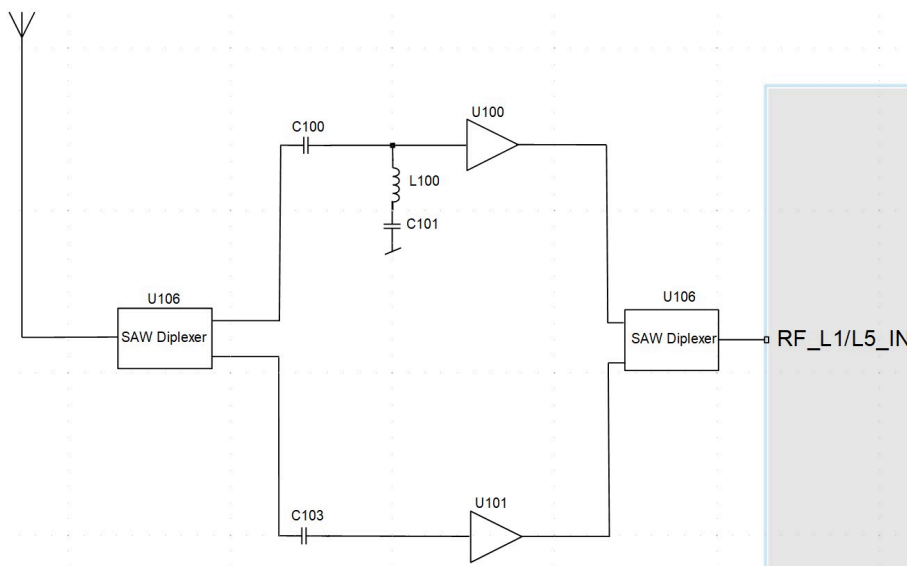 U100
C100
L100
C101
U106
SAW Diplexer
U106
SAW Diplexer
RF_L1/L5_IN
C103
U101